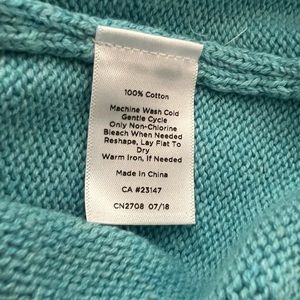 100% Cotton
Machine Wash Cold
Gentle Cycle
Only Non-Chlorine
Bleach When Needed
Reshape, Lay Flat To
Dry
Warm Iron, If Needed
Made In China
CA #23147
CN2708 07/18